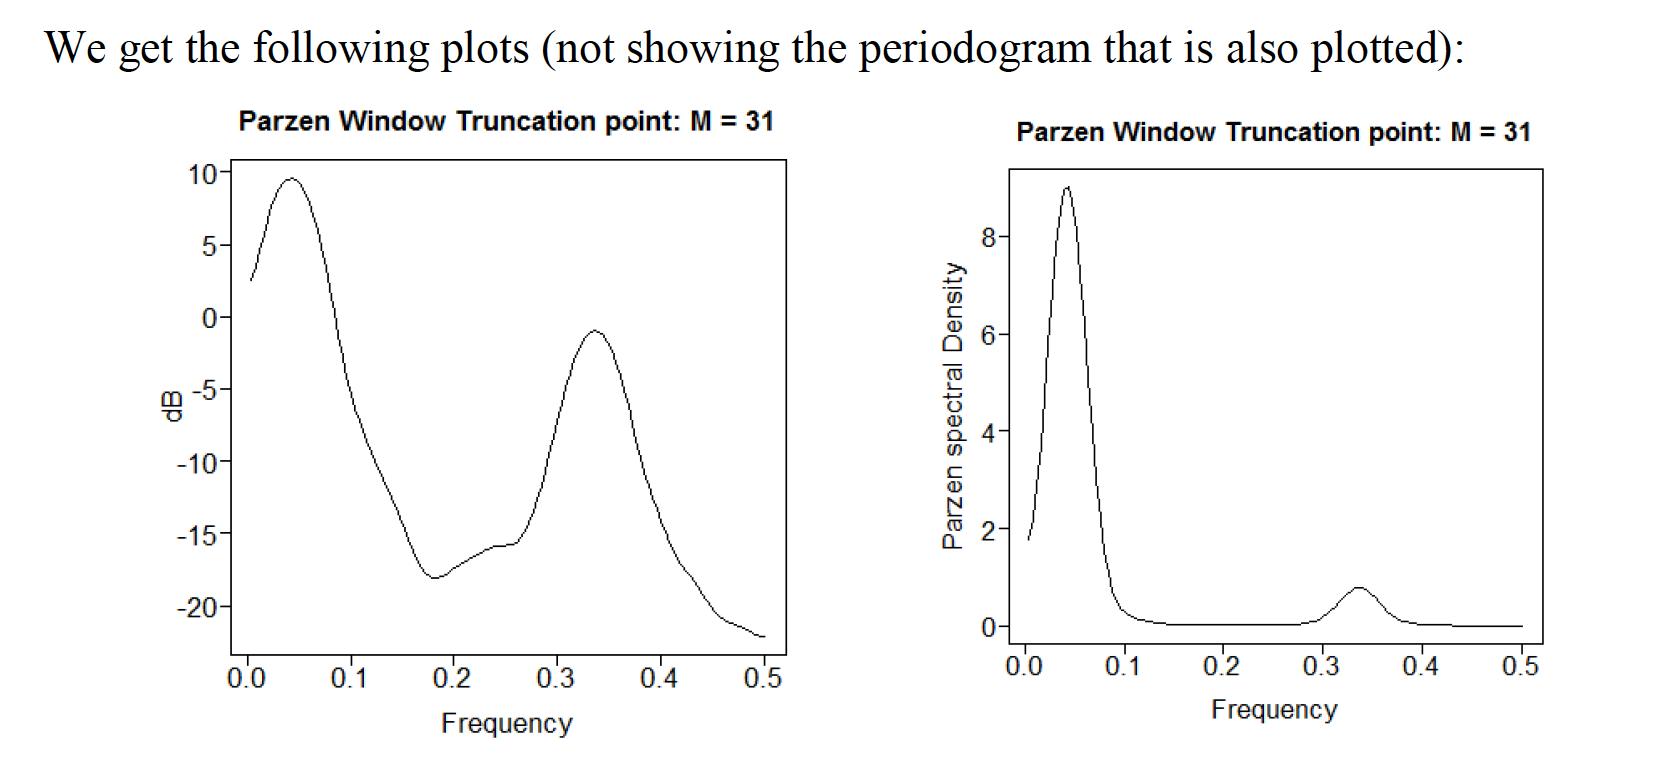 We get the following plots (not showing the periodogram that is also plotted):
Parzen Window Truncation point: M = 31
10
5
0
-5
-10
-15
-20
dB
0.0 0.1 0.2 0.3 0.4 0.5
Frequency
Parzen Window Truncation point: M = 31
8
6
4
2
0
Parzen spectral Density
0.0 0.1 0.2 0.3 0.4 0.5
Frequency